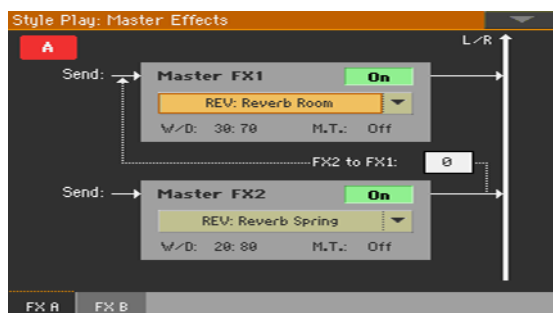 Style Play: Master Effects
A
L/R
Send:
Master FX1
On
REV: Reverb Room
W/D: 30:70 M.T.: Off
FX2 to FX1: 0
Send:
Master FX2
On
REV: Reverb Spring
W/D: 20:80 M.T.: Off
FX A FX B